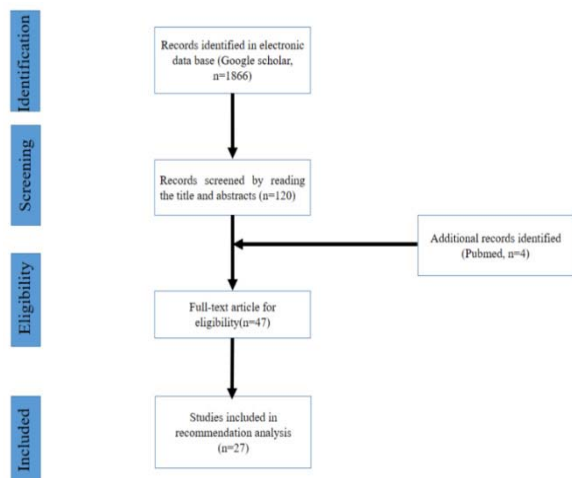 Identification
Records identified in electronic
data base (Google scholar,
n=1866)
Screening
Records screened by reading
the title and abstracts (n=120)
Additional records identified
(Pubmed, n=4)
Eligibility
Full-text article for
eligibility(n=47)
Included
Studies included in
recommendation analysis
(n=27)